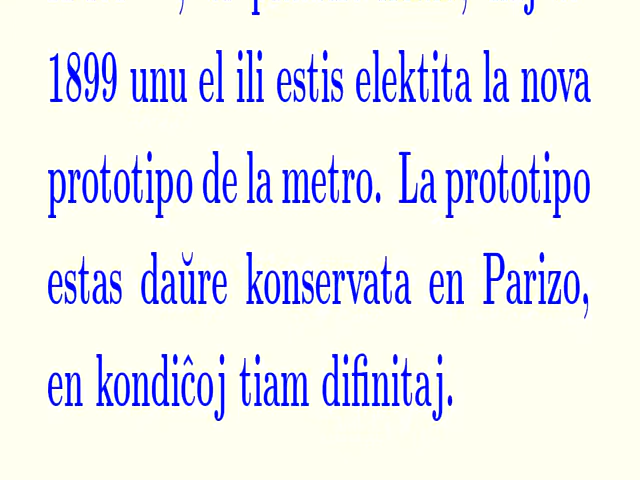 1899 unu el ili estis elektita la nova
prototipo de la metro. La prototipo
estas daŭre konservata en Parizo,
en kondiĉoj tiam difinitaj.